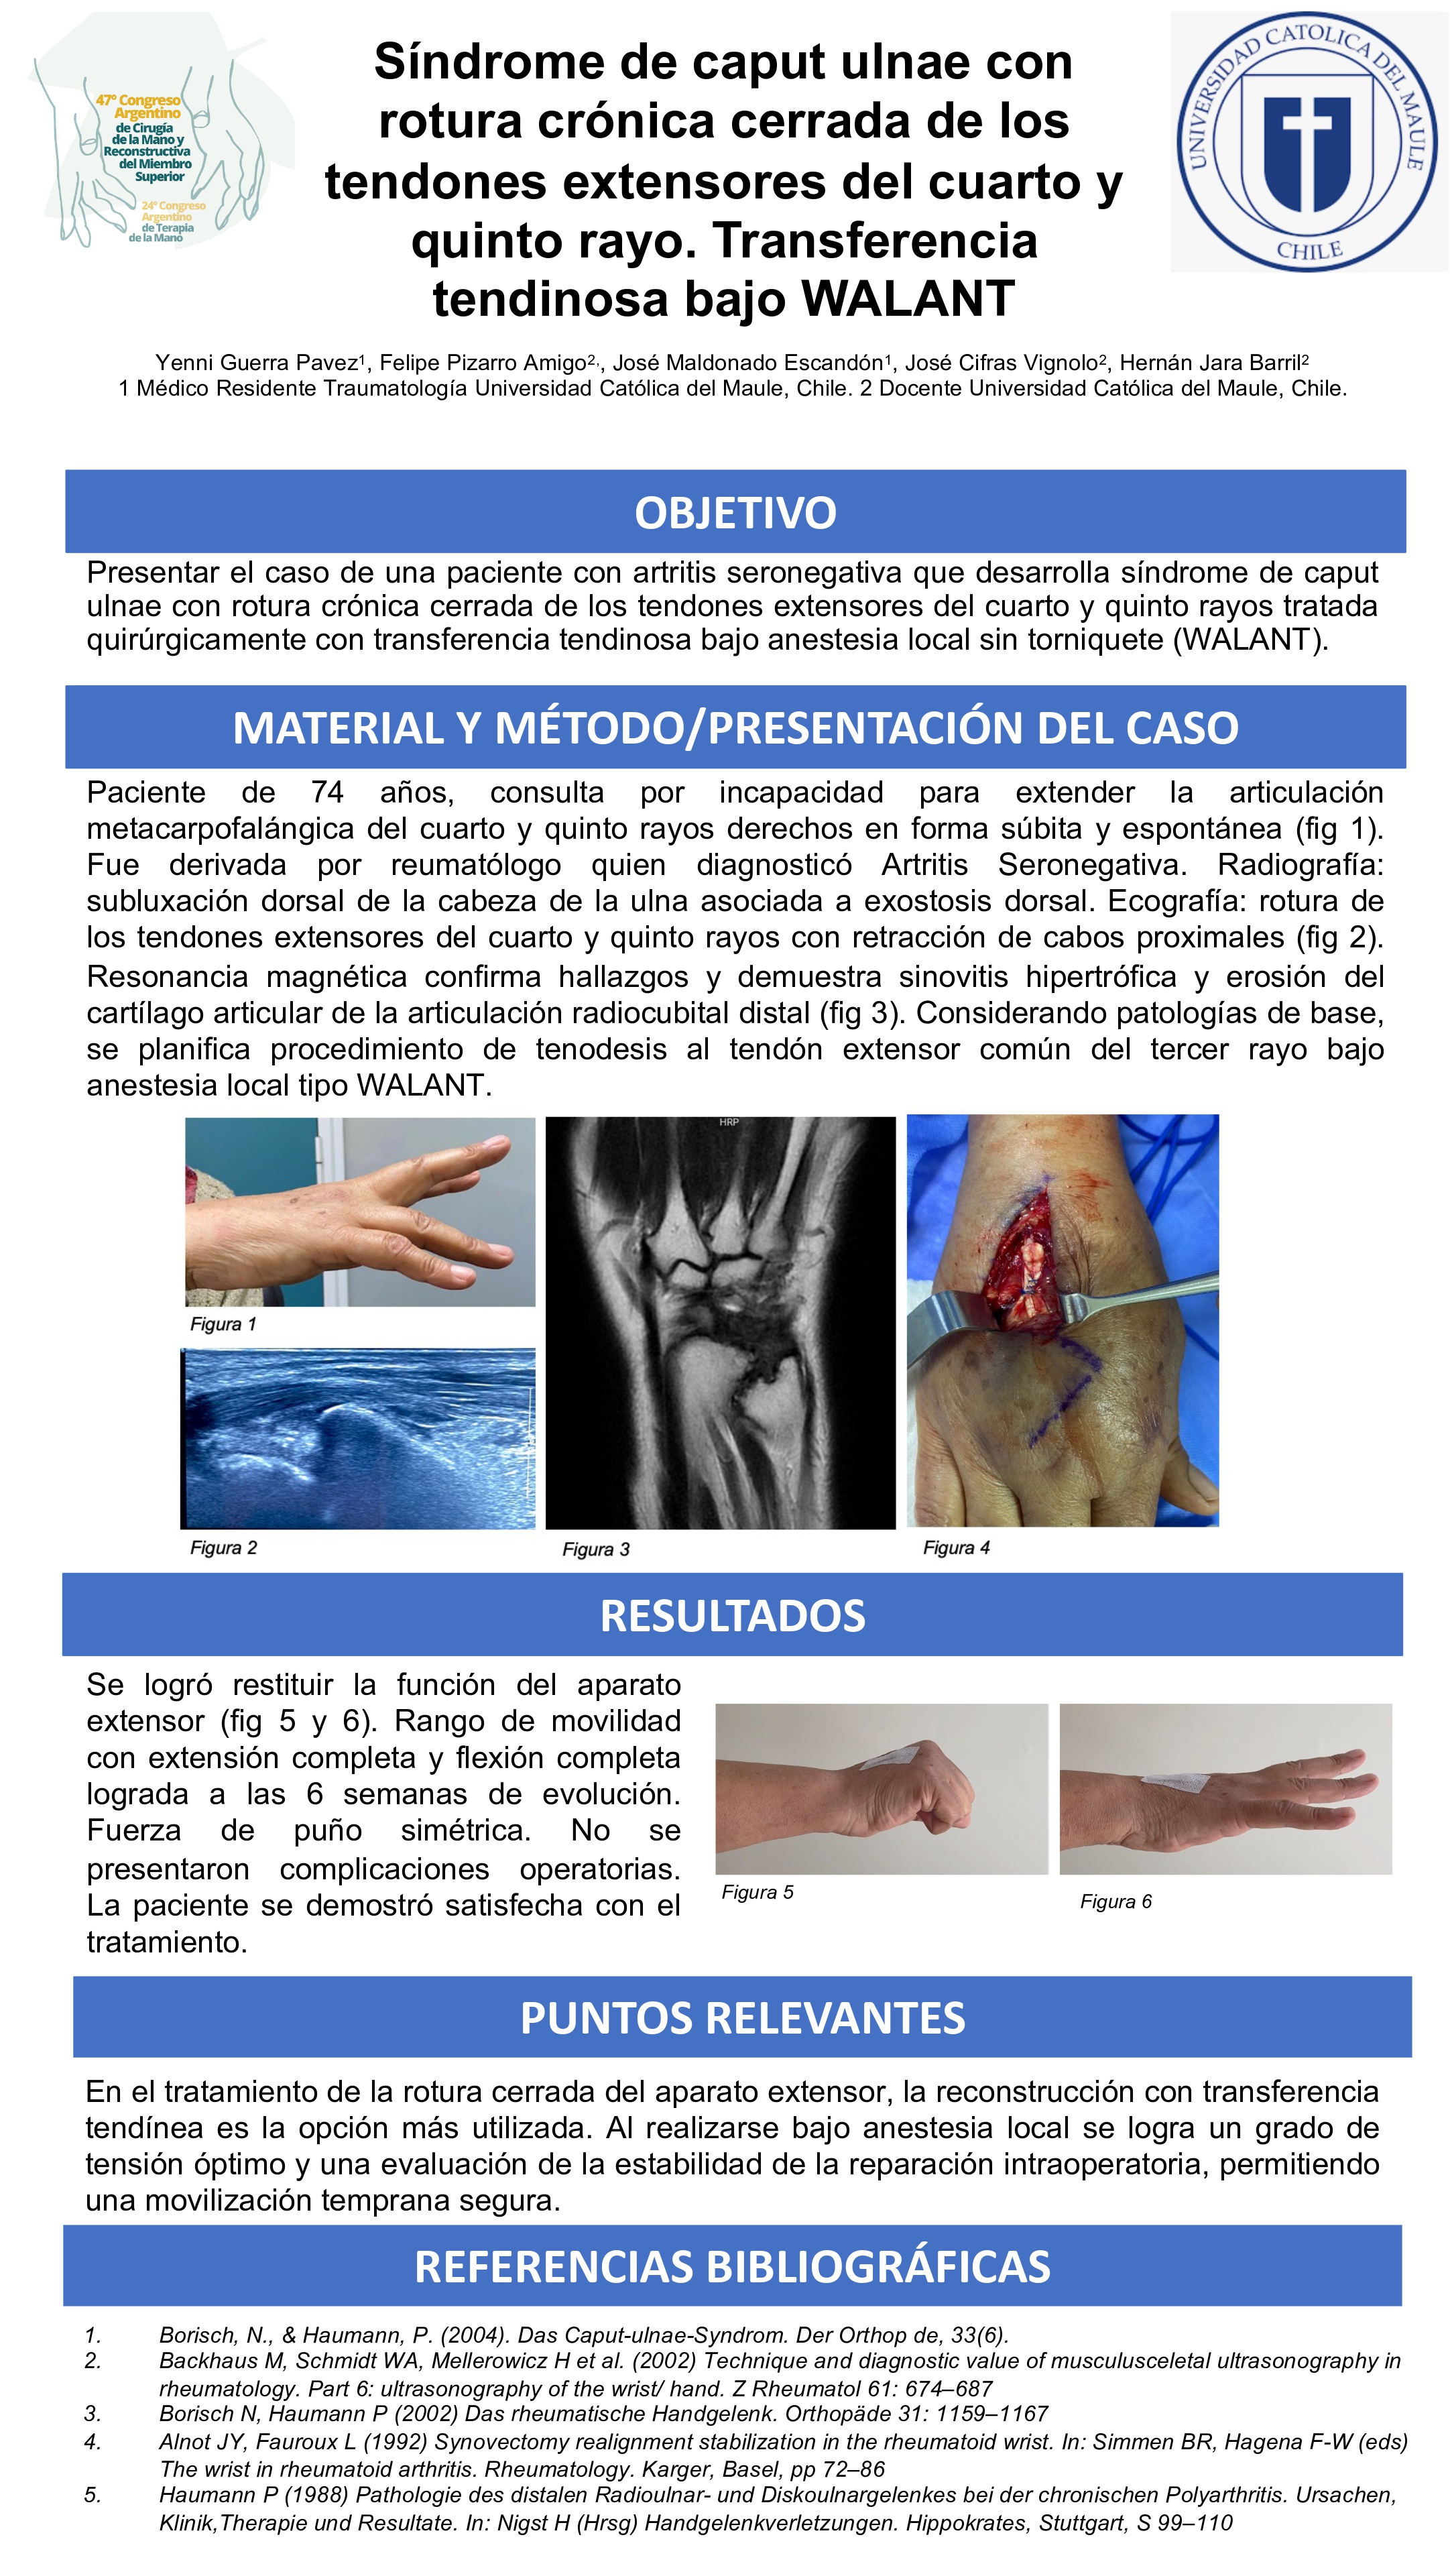 47º Congreso
Argentino
de Cirugía
de la Mano y
Reconstructiva
del Miembro
Superior
24º Congreso
Argentino
de Terapia
de la Mano
Síndrome de caput ulnae con
rotura crónica cerrada de los
tendones extensores del cuarto y
quinto rayo. Transferencia
tendinosa bajo WALANT
UNIVERSIDAD CATOLICA DEL MAULE
CHILE
Yenni Guerra Pavez¹, Felipe Pizarro Amigo²,, José Maldonado Escandón¹, José Cifras Vignolo², Hernán Jara Barril²
1 Médico Residente Traumatología Universidad Católica del Maule, Chile. 2 Docente Universidad Católica del Maule, Chile.
OBJETIVO
Presentar el caso de una paciente con artritis seronegativa que desarrolla síndrome de caput
ulnae con rotura crónica cerrada de los tendones extensores del cuarto y quinto rayos tratada
quirúrgicamente con transferencia tendinosa bajo anestesia local sin torniquete (WALANT).
MATERIAL Y MÉTODO/PRESENTACIÓN DEL CASO
Paciente de 74 años, consulta por incapacidad para extender la articulación
metacarpofalángica del cuarto y quinto rayos derechos en forma súbita y espontánea (fig 1).
Fue derivada por reumatólogo quien diagnosticó Artritis Seronegativa. Radiografía:
subluxación dorsal de la cabeza de la ulna asociada a exostosis dorsal. Ecografía: rotura de
los tendones extensores del cuarto y quinto rayos con retracción de cabos proximales (fig 2).
Resonancia magnética confirma hallazgos y demuestra sinovitis hipertrófica y erosión del
cartílago articular de la articulación radiocubital distal (fig 3). Considerando patologías de base,
se planifica procedimiento de tenodesis al tendón extensor común del tercer rayo bajo
anestesia local tipo WALANT.
HRP
Figura 1
Figura 2
Figura 3
Figura 4
RESULTADOS
Se logró restituir la función del aparato
extensor (fig 5 y 6). Rango de movilidad
con extensión completa y flexión completa
lograda a las 6 semanas de evolución.
Fuerza de puño simétrica. No se
presentaron complicaciones operatorias.
La paciente se demostró satisfecha con el
tratamiento.
Figura 5
Figura 6
PUNTOS RELEVANTES
En el tratamiento de la rotura cerrada del aparato extensor, la reconstrucción con transferencia
tendínea es la opción más utilizada. Al realizarse bajo anestesia local se logra un grado de
tensión óptimo y una evaluación de la estabilidad de la reparación intraoperatoria, permitiendo
una movilización temprana segura.
REFERENCIAS BIBLIOGRÁFICAS
1. Borisch, N., & Haumann, P. (2004). Das Caput-ulnae-Syndrom. Der Orthop de, 33(6).
2. Backhaus M, Schmidt WA, Mellerowicz H et al. (2002) Technique and diagnostic value of musculusceletal ultrasonography in
rheumatology. Part 6: ultrasonography of the wrist/ hand. Z Rheumatol 61: 674–687
3. Borisch N, Haumann P (2002) Das rheumatische Handgelenk. Orthopäde 31: 1159–1167
4. Alnot JY, Fauroux L (1992) Synovectomy realignment stabilization in the rheumatoid wrist. In: Simmen BR, Hagena F-W (eds)
The wrist in rheumatoid arthritis. Rheumatology. Karger, Basel, pp 72–86
5. Haumann P (1988) Pathologie des distalen Radioulnar- und Diskoulnargelenkes bei der chronischen Polyarthritis. Ursachen,
Klinik,Therapie und Resultate. In: Nigst H (Hrsg) Handgelenkverletzungen. Hippokrates, Stuttgart, S 99–110